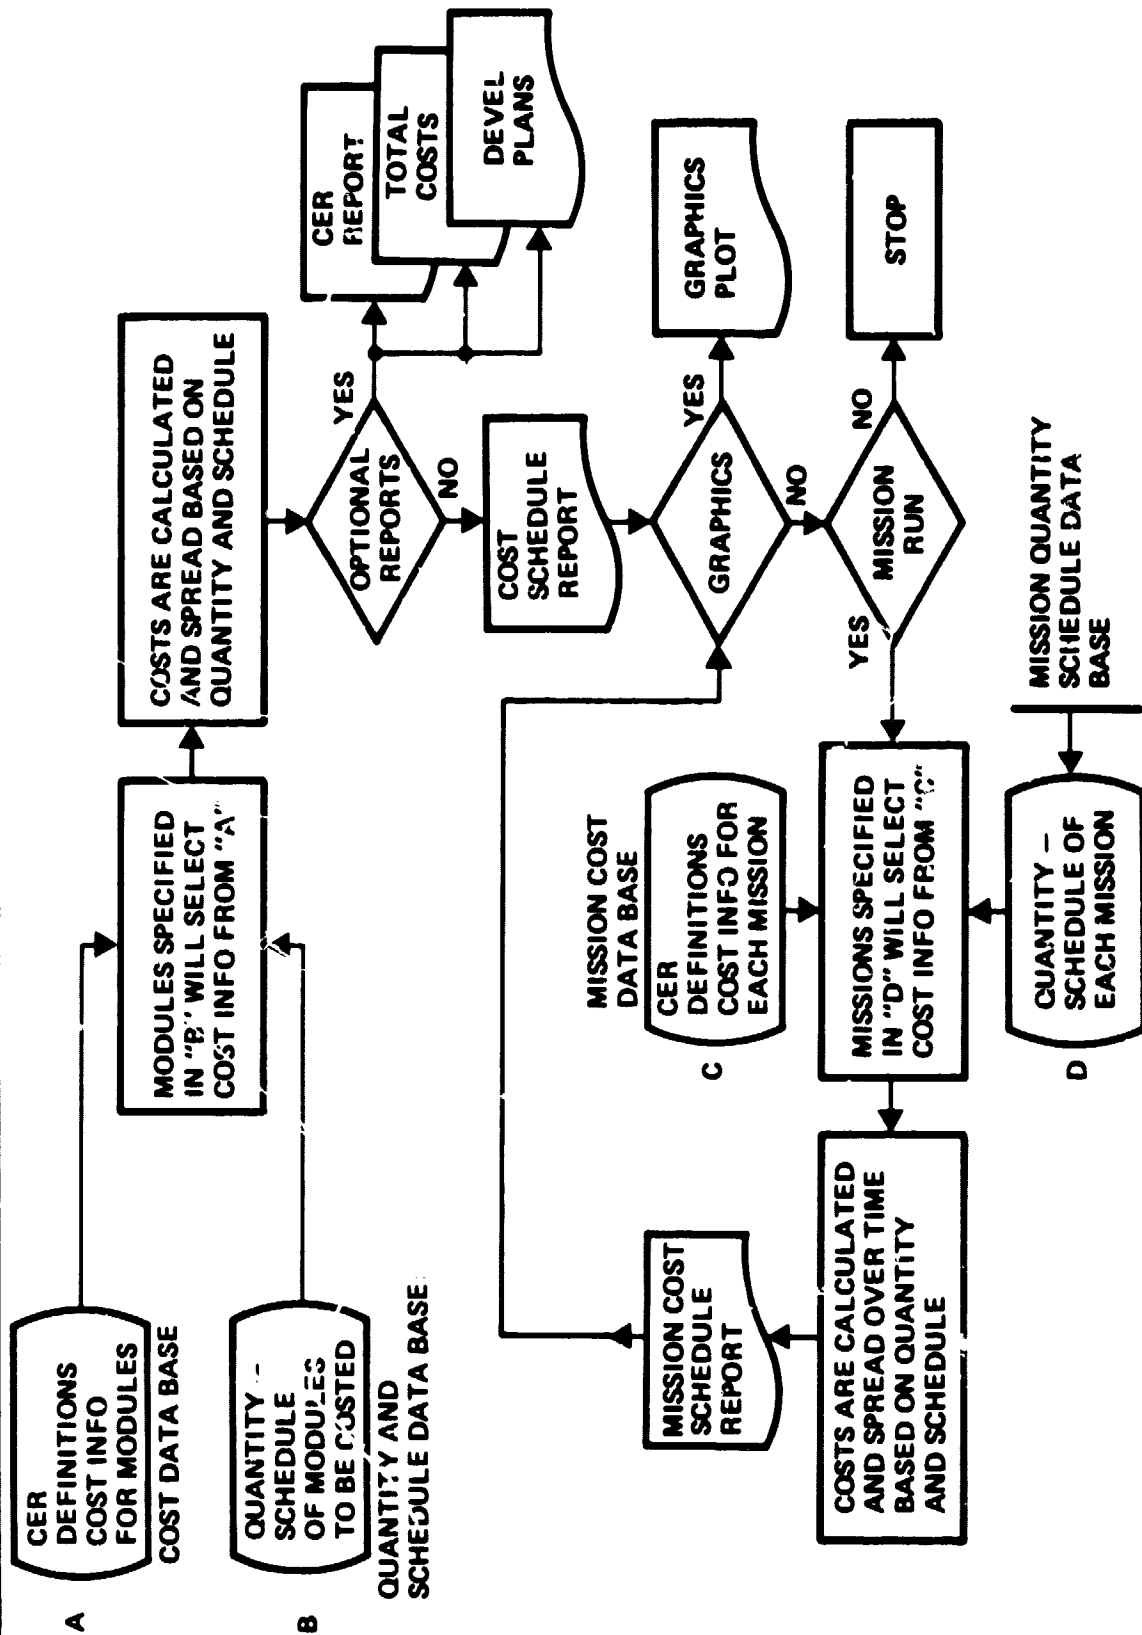 A
CER
DEFINITIONS
COST INFO
FOR MODULES
COST DATA BASE
B
QUANTITY –
SCHEDULE
OF MODULES
TO BE COSTED
QUANTITY AND
SCHEDULE DATA BASE
MODULES SPECIFIED
IN "B" WILL SELECT
COST INFO FROM "A"
COSTS ARE CALCULATED
AND SPREAD BASED ON
QUANTITY AND SCHEDULE
OPTIONAL
REPORTS
YES
NO
CER
REPORT
TOTAL
COSTS
DEVEL
PLANS
COST
SCHEDULE
REPORT
GRAPHICS
YES
NO
GRAPHICS
PLOT
MISSION
RUN
NO
YES
STOP
MISSION COST
DATA BASE
C
CER
DEFINITIONS
COST INFO FOR
EACH MISSION
MISSIONS SPECIFIED
IN "D" WILL SELECT
COST INFO FROM "C"
D
QUANTITY –
SCHEDULE OF
EACH MISSION
MISSION QUANTITY
SCHEDULE DATA
BASE
COSTS ARE CALCULATED
AND SPREAD OVER TIME
BASED ON QUANTITY
AND SCHEDULE
MISSION COST
SCHEDULE
REPORT